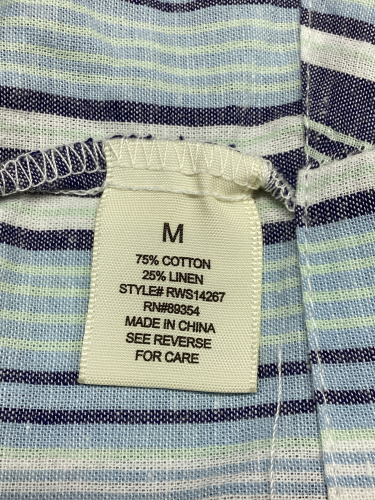 M
75% COTTON
25% LINEN
STYLE# RWS14267
RN#89354
MADE IN CHINA
SEE REVERSE
FOR CARE